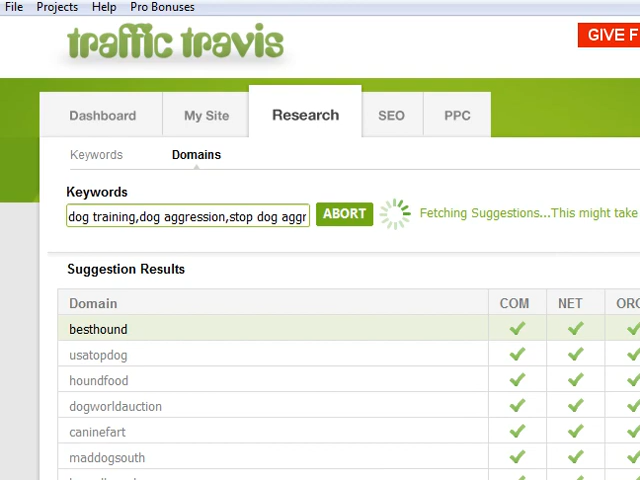 File Projects Help Pro Bonuses
traffic travis
GIVE F
Dashboard My Site Research SEO PPC
Keywords Domains
Keywords
dog training,dog aggression,stop dog aggr ABORT Fetching Suggestions...This might take
Suggestion Results
Domain COM NET ORG
besthound
usatopdog
houndfood
dogworldauction
caninefart
maddogsouth